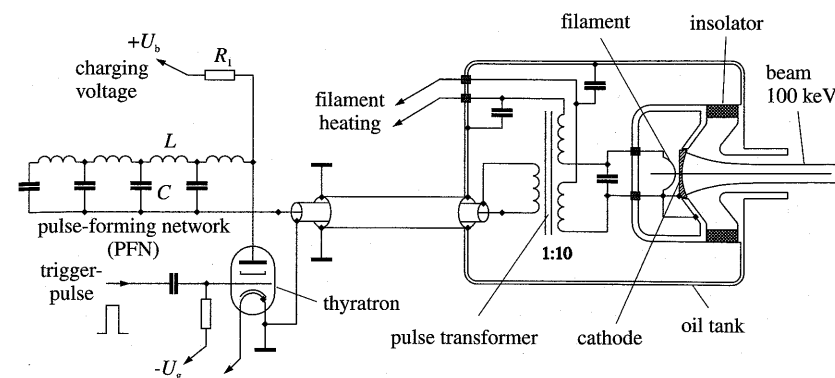 filament
insolator
+U_b
R_1
charging
voltage
beam
100 keV
filament
heating
L
C
pulse-forming network
(PFN)
1:10
trigger-
pulse
thyratron
pulse transformer
cathode
oil tank
-U_g